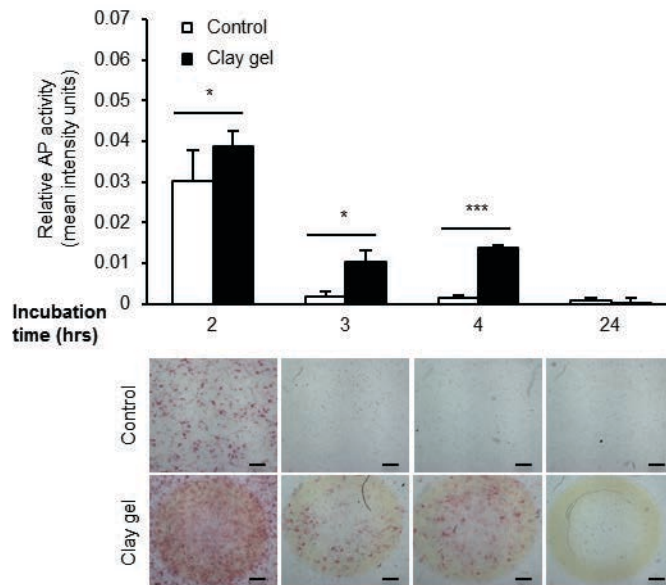 0.07
0.06
0.05
0.04
0.03
0.02
0.01
0
Relative AP activity
(mean intensity units)
Control
Clay gel
*
*
***
Incubation
time (hrs)
2
3
4
24
Control
Clay gel